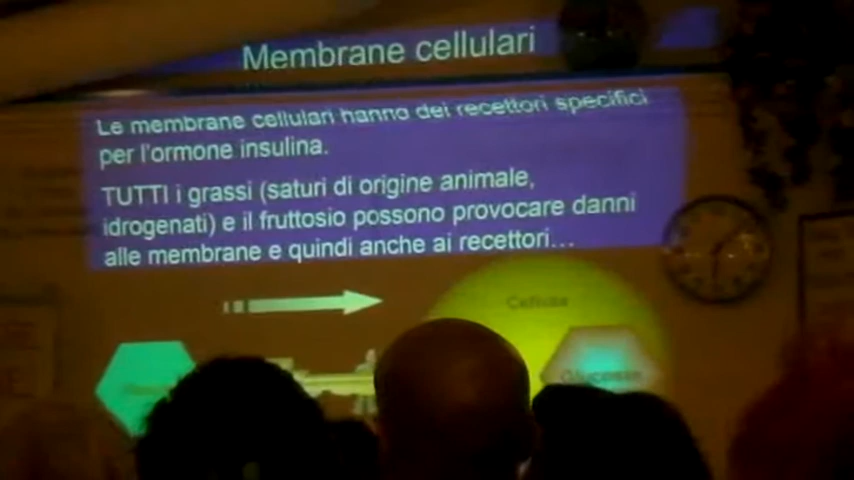 Membrane cellulari
Le membrane cellulari hanno dei recettori specifici
per l'ormone insulina.
TUTTI i grassi (saturi di origine animale,
idrogenati) e il fruttosio possono provocare danni
alle membrane e quindi anche ai recettori...
Cellula
Glucosio